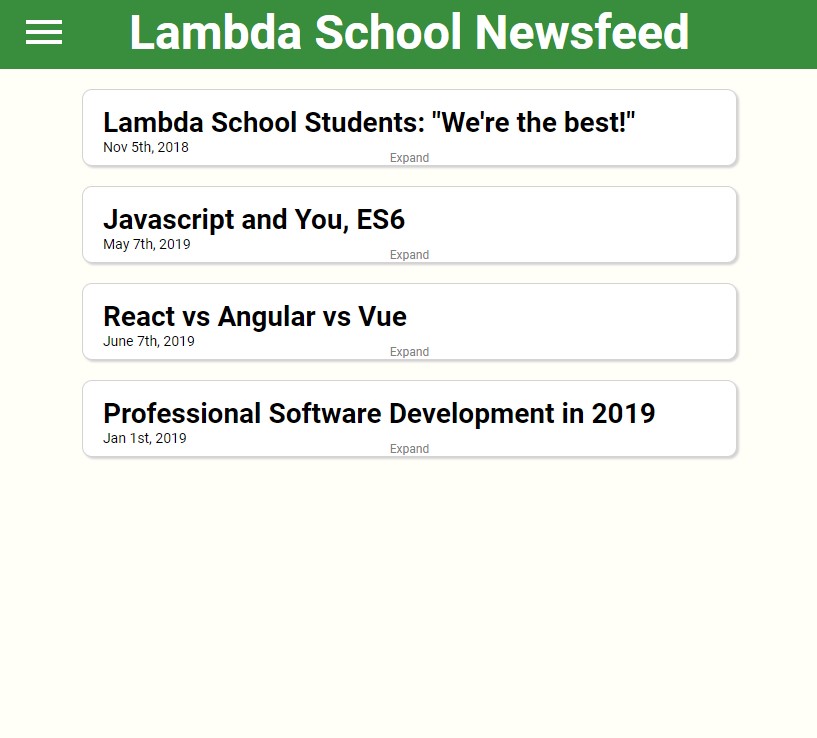 Lambda School Newsfeed
Lambda School Students: "We're the best!"
Nov 5th, 2018
Expand
Javascript and You, ES6
May 7th, 2019
Expand
React vs Angular vs Vue
June 7th, 2019
Expand
Professional Software Development in 2019
Jan 1st, 2019
Expand